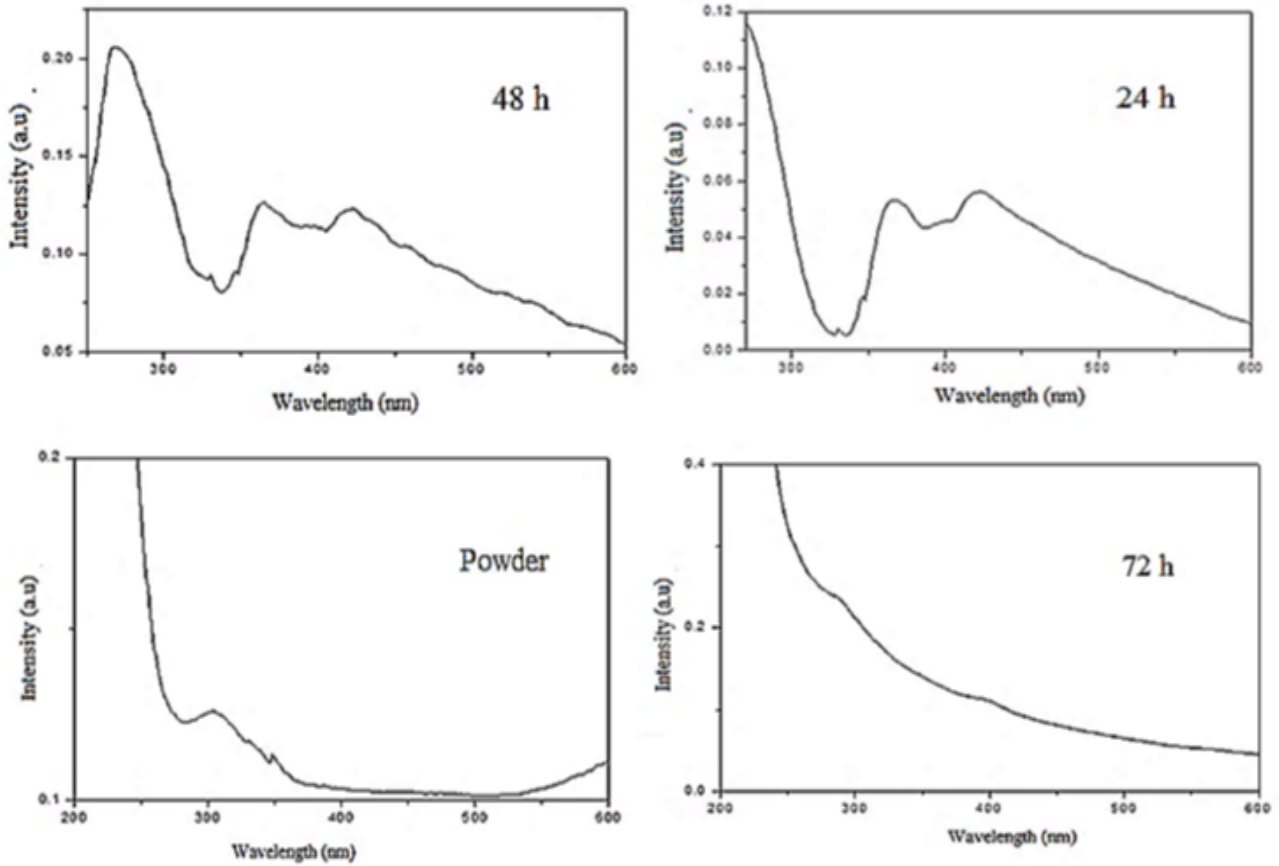 48 h
0.20
0.15
0.10
0.05
300
400
500
600
Intensity (a.u)
Wavelength (nm)
24 h
0.12
0.10
0.08
0.06
0.04
0.02
0.00
300
400
500
600
Intensity (a.u)
Wavelength (nm)
Powder
0.2
0.1
200
300
400
500
600
Intensity (a.u)
Wavelength (nm)
72 h
0.4
0.2
0.0
200
300
400
500
600
Intensity (a.u)
Wavelength (nm)